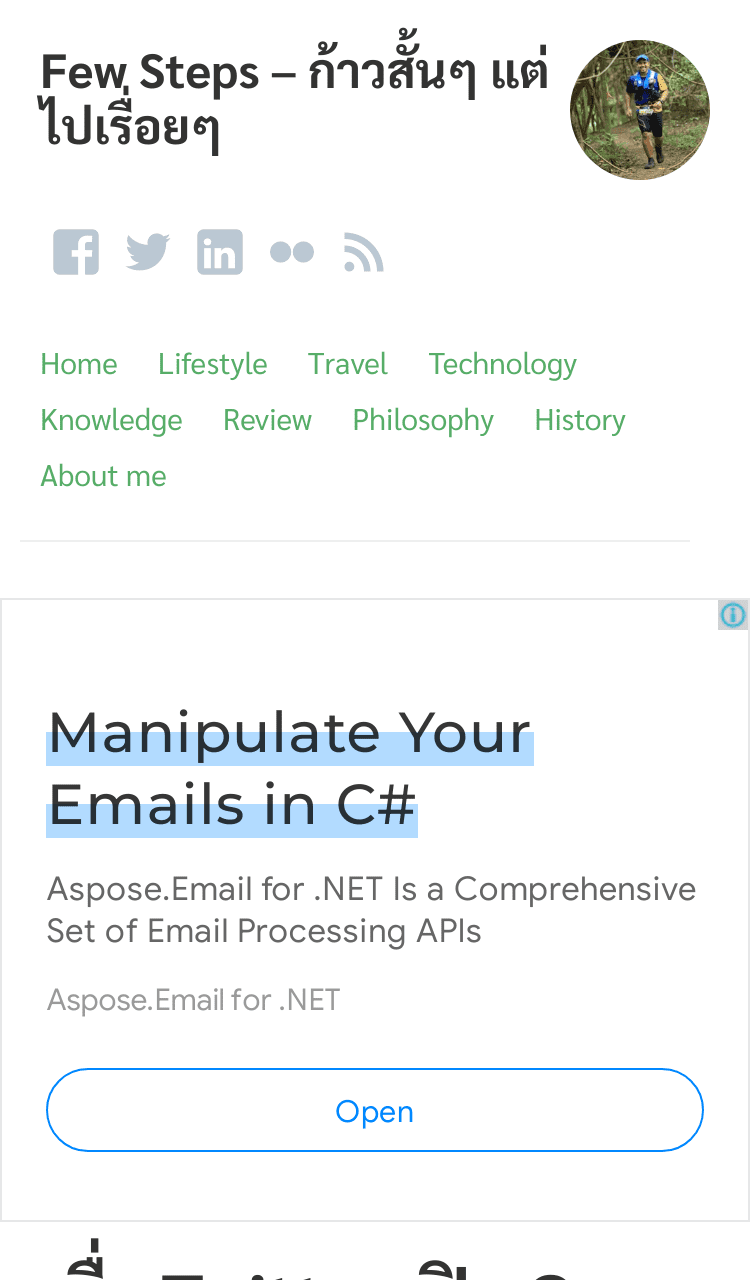 Few Steps – ก้าวสั้นๆ แต่
ไปเรื่อยๆ
Home Lifestyle Travel Technology
Knowledge Review Philosophy History
About me
Manipulate Your
Emails in C#
Aspose.Email for .NET Is a Comprehensive
Set of Email Processing APIs
Aspose.Email for .NET
Open